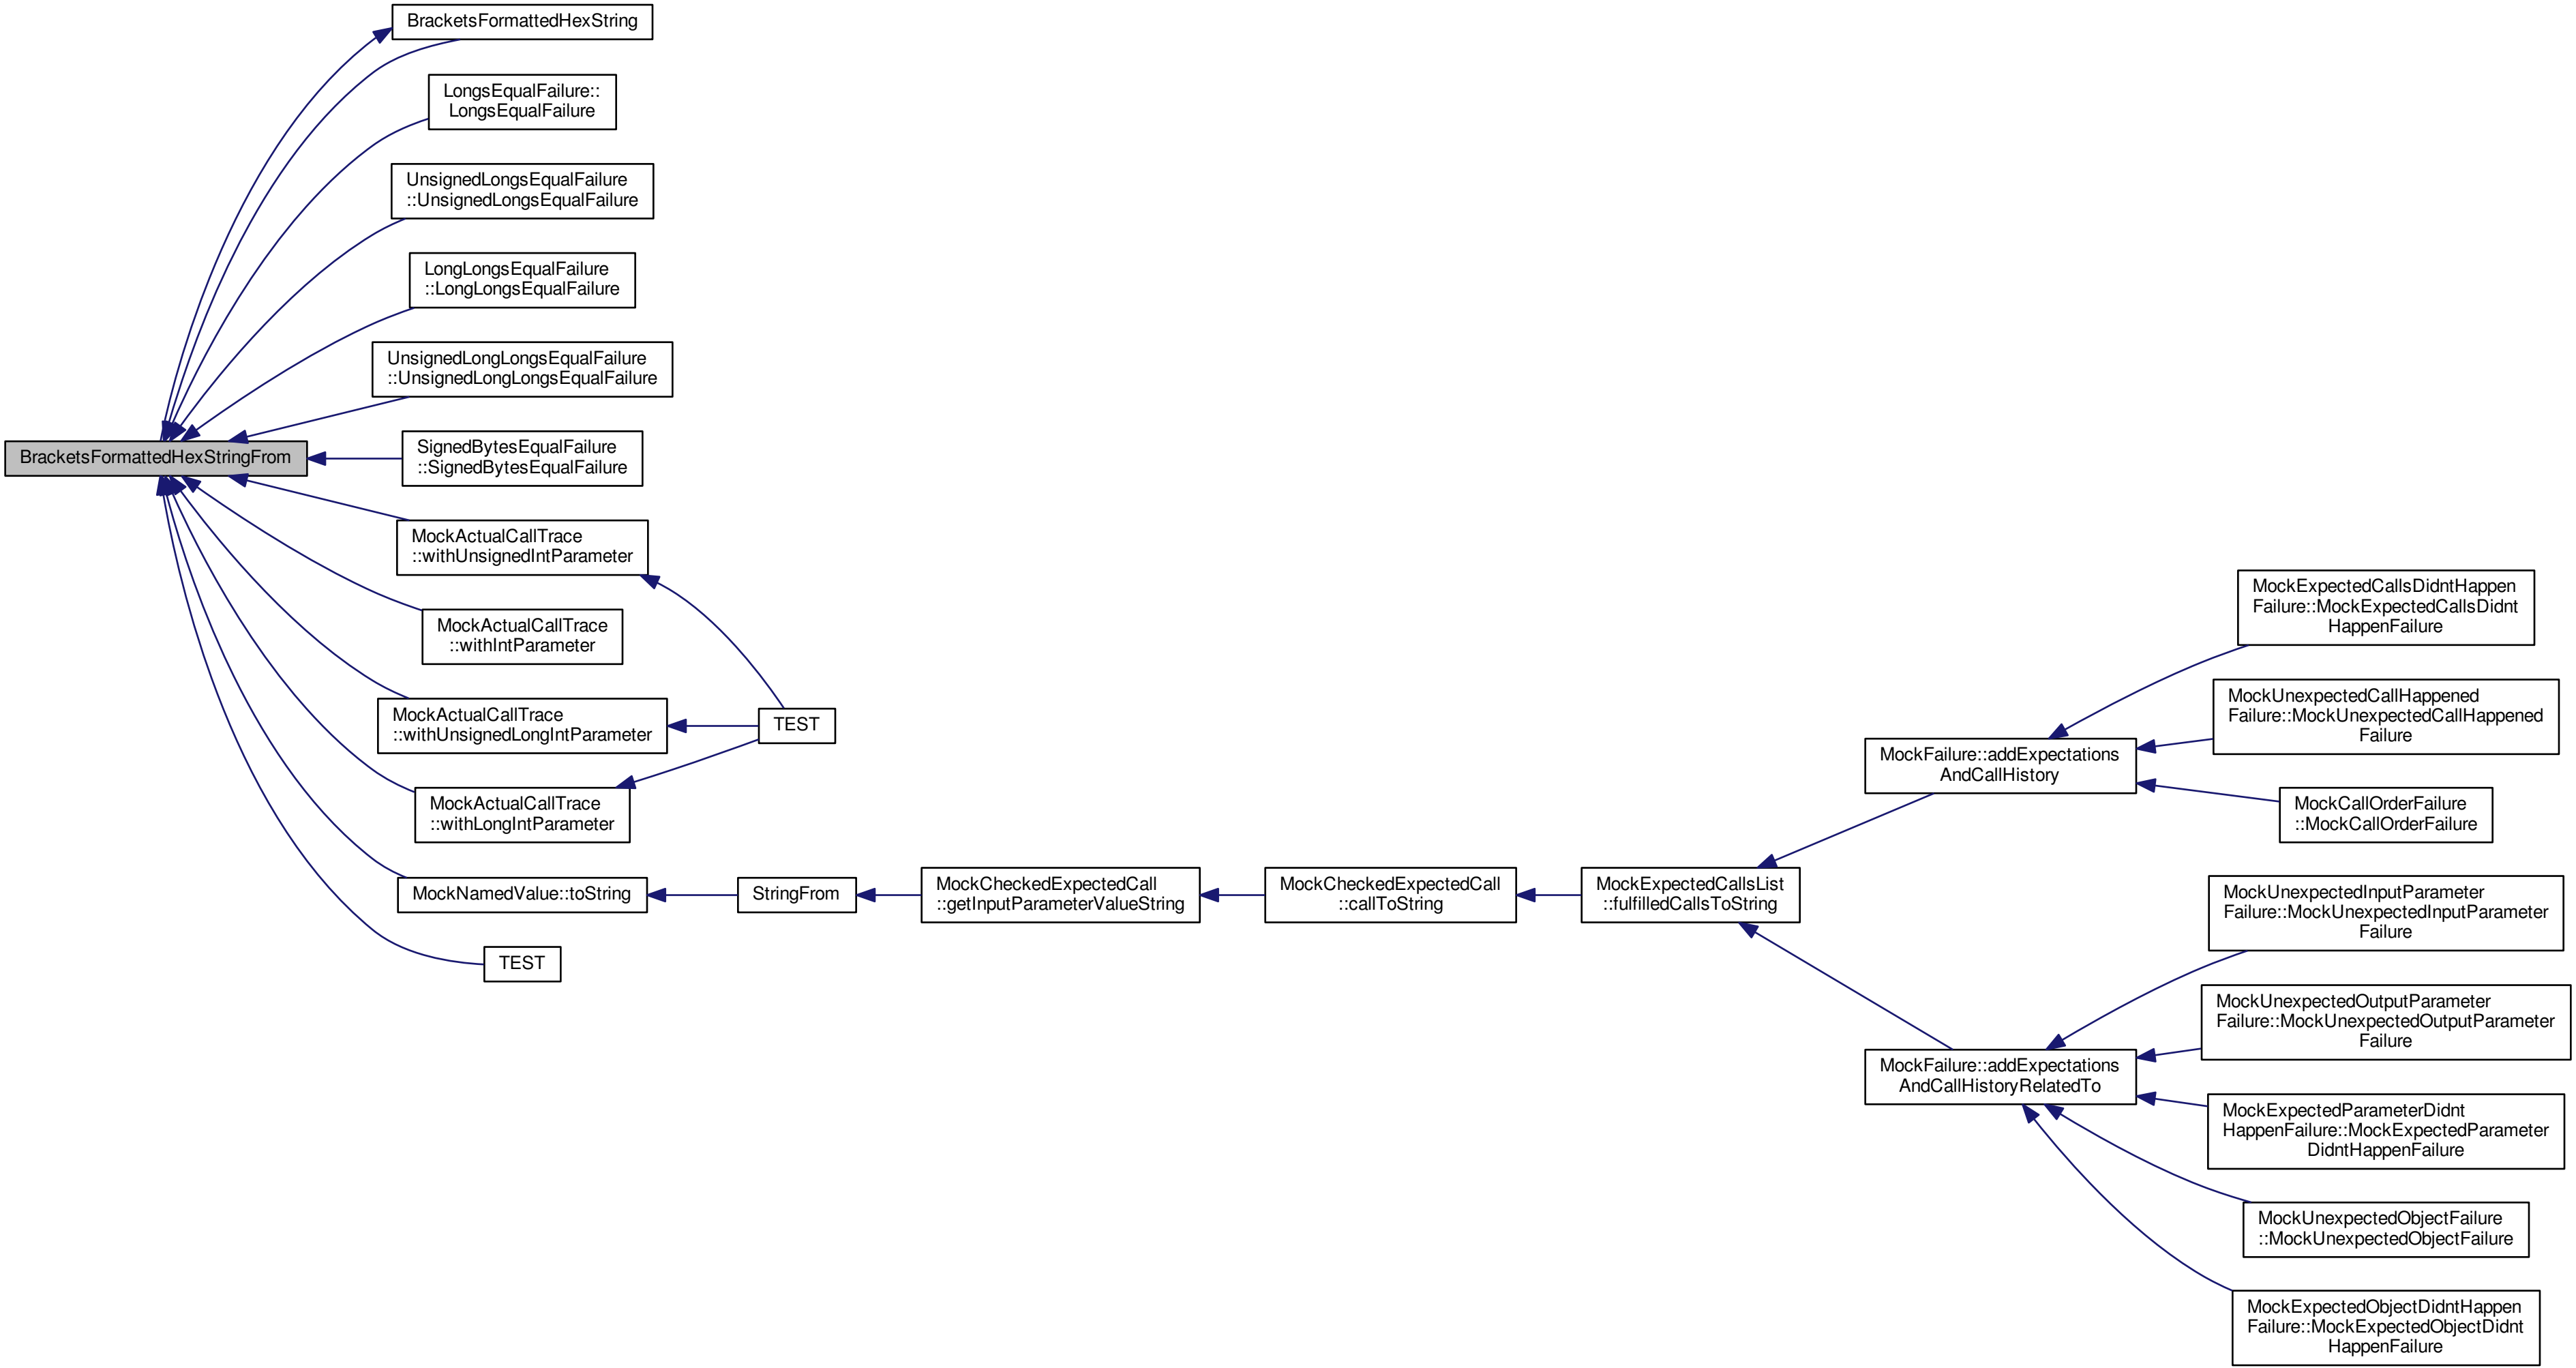 BracketsFormattedHexString
LongsEqualFailure::
LongsEqualFailure
UnsignedLongsEqualFailure
::UnsignedLongsEqualFailure
LongLongsEqualFailure
::LongLongsEqualFailure
UnsignedLongLongsEqualFailure
::UnsignedLongLongsEqualFailure
BracketsFormattedHexStringFrom
SignedBytesEqualFailure
::SignedBytesEqualFailure
MockActualCallTrace
::withUnsignedIntParameter
MockActualCallTrace
::withIntParameter
MockActualCallTrace
::withUnsignedLongIntParameter
TEST
MockActualCallTrace
::withLongIntParameter
MockNamedValue::toString
StringFrom
MockCheckedExpectedCall
::getInputParameterValueString
MockCheckedExpectedCall
::callToString
MockExpectedCallsList
::fulfilledCallsToString
TEST
MockFailure::addExpectations
AndCallHistory
MockExpectedCallsDidntHappen
Failure::MockExpectedCallsDidnt
HappenFailure
MockUnexpectedCallHappened
Failure::MockUnexpectedCallHappened
Failure
MockCallOrderFailure
::MockCallOrderFailure
MockFailure::addExpectations
AndCallHistoryRelatedTo
MockUnexpectedInputParameter
Failure::MockUnexpectedInputParameter
Failure
MockUnexpectedOutputParameter
Failure::MockUnexpectedOutputParameter
Failure
MockExpectedParameterDidnt
HappenFailure::MockExpectedParameter
DidntHappenFailure
MockUnexpectedObjectFailure
::MockUnexpectedObjectFailure
MockExpectedObjectDidntHappen
Failure::MockExpectedObjectDidnt
HappenFailure